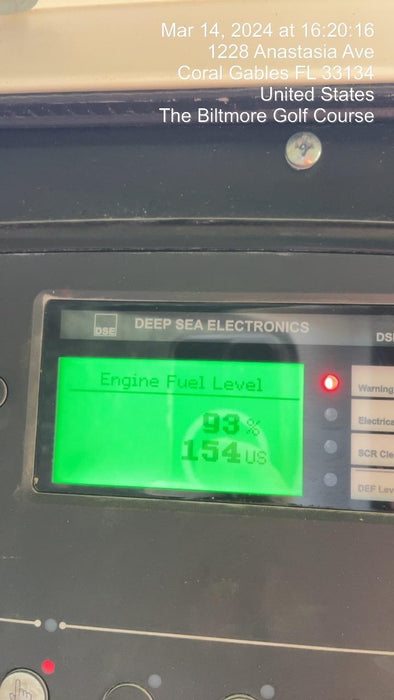 Mar 14, 2024 at 16:20:16
1228 Anastasia Ave
Coral Gables FL 33134
United States
The Biltmore Golf Course
DSE
DEEP SEA ELECTRONICS
DS
Engine Fuel Level
93%
154 US
Warning
Electrica
SCR Cle
DEF Lev